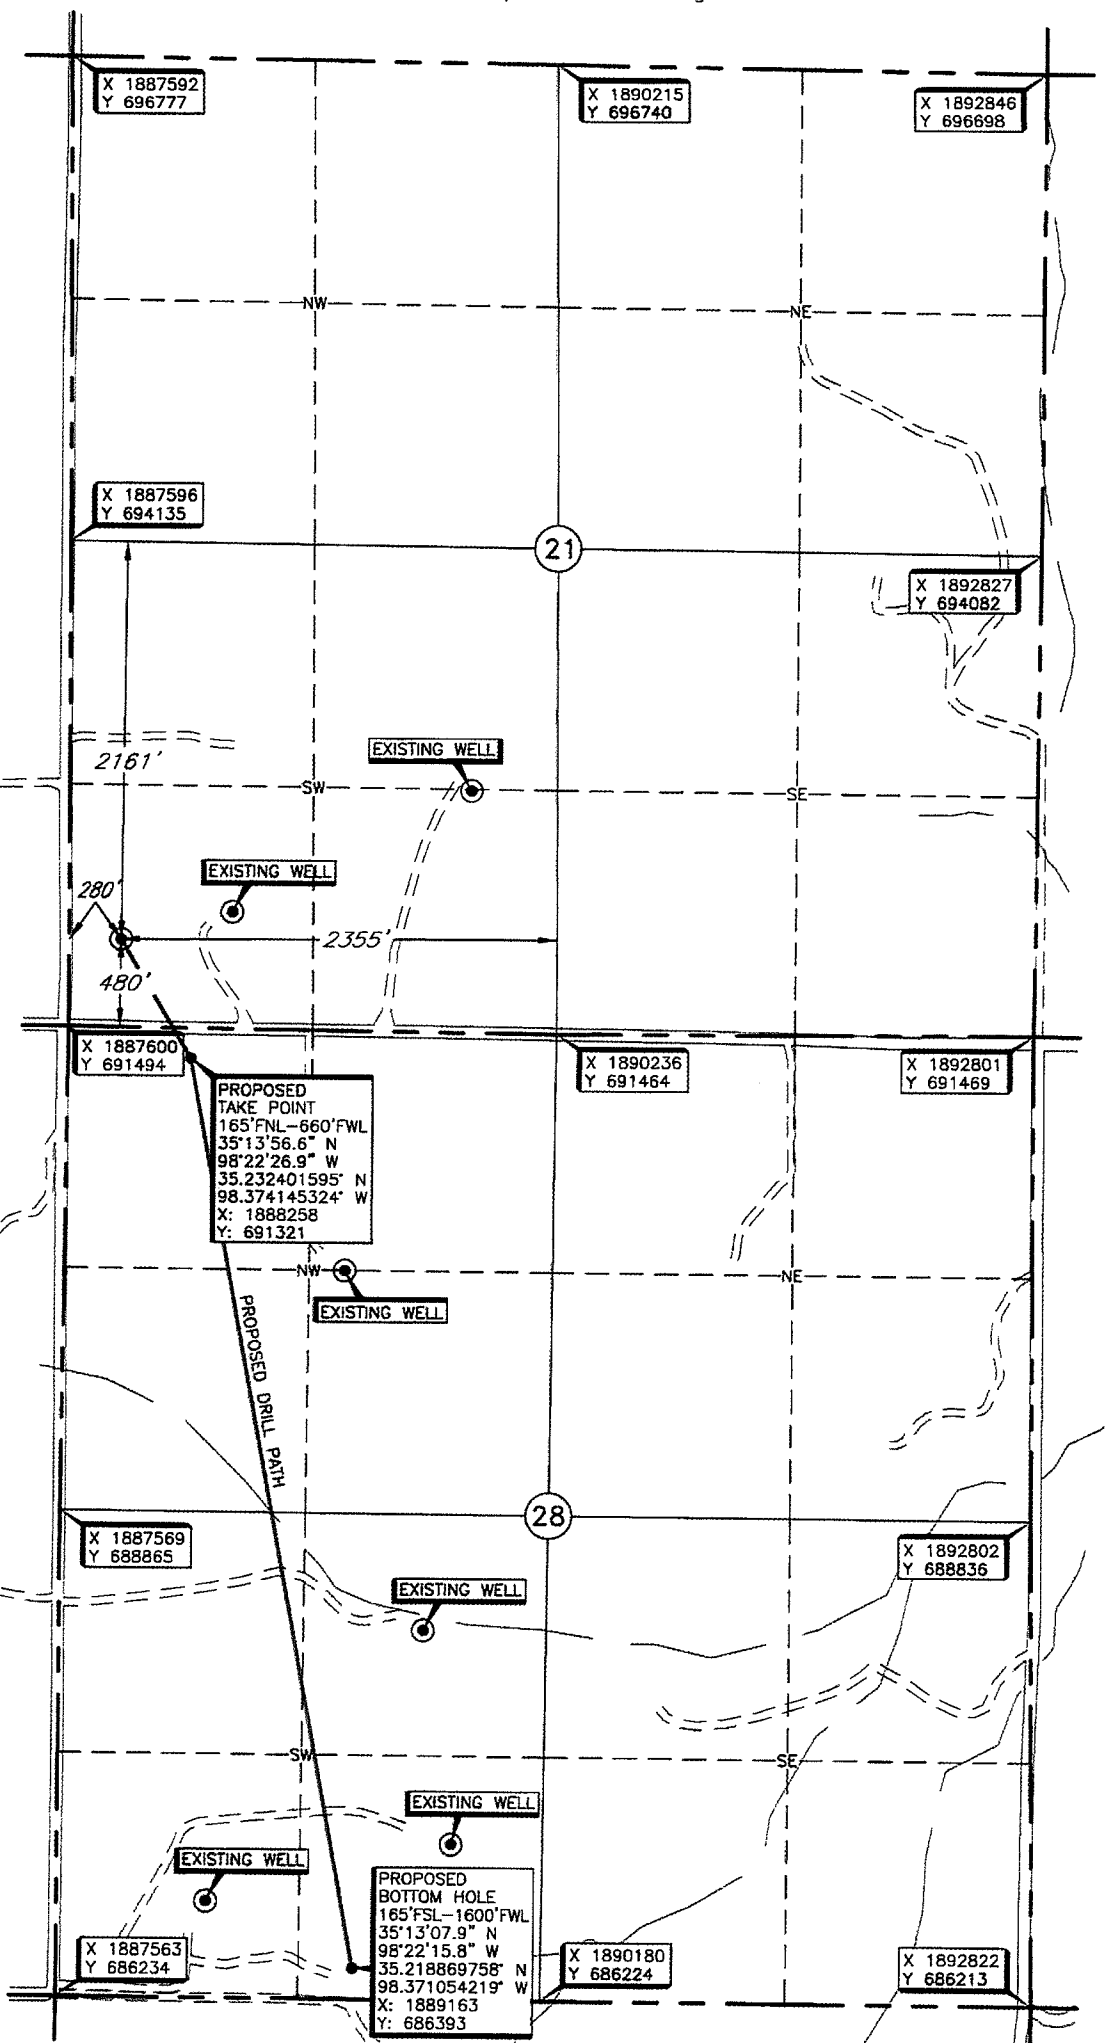 X 1887592
Y 696777
X 1890215
Y 696740
X 1892846
Y 696698
NW
NE
X 1887596
Y 694135
21
X 1892827
Y 694082
2161'
EXISTING WELL
SW
SE
EXISTING WELL
280'
2355'
480'
X 1887600
Y 691494
X 1890236
Y 691464
X 1892801
Y 691469
PROPOSED
TAKE POINT
165'FNL-660'FWL
35°13'56.6" N
98°22'26.9" W
35.232401595° N
98.374145324° W
X: 1888258
Y: 691321
NW
NE
EXISTING WELL
PROPOSED DRILL PATH
28
X 1887569
Y 688865
X 1892802
Y 688836
EXISTING WELL
SW
SE
EXISTING WELL
EXISTING WELL
PROPOSED
BOTTOM HOLE
165'FSL-1600'FWL
35°13'07.9" N
98°22'15.8" W
35.218869758° N
98.371054219° W
X: 1889163
Y: 686393
X 1887563
Y 686234
X 1890180
Y 686224
X 1892822
Y 686213